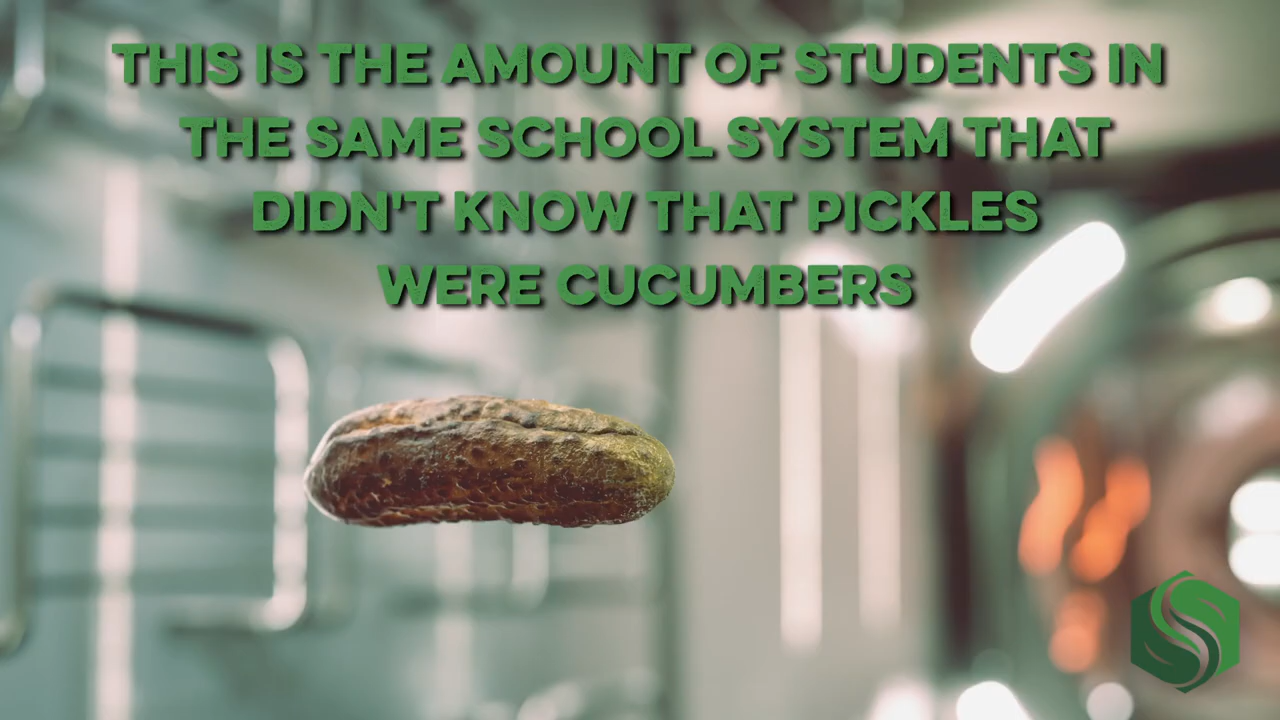 THIS IS THE AMOUNT OF STUDENTS IN
THE SAME SCHOOL SYSTEM THAT
DIDN'T KNOW THAT PICKLES
WERE CUCUMBERS